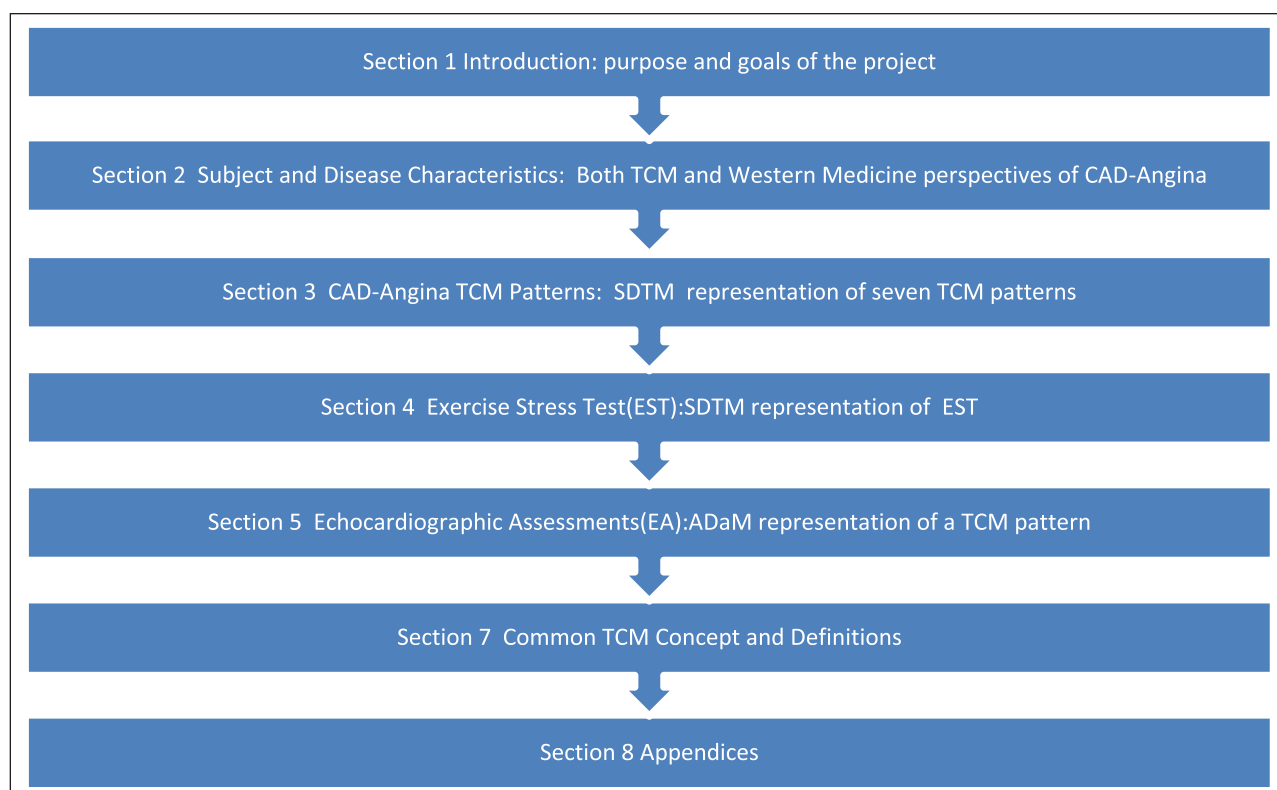 Section 1 Introduction: purpose and goals of the project
Section 2  Subject and Disease Characteristics:  Both TCM and Western Medicine perspectives of CAD-Angina
Section 3  CAD-Angina TCM Patterns:  SDTM  representation of seven TCM patterns
Section 4  Exercise Stress Test(EST):SDTM representation of  EST
Section 5  Echocardiographic Assessments(EA):ADaM representation of a TCM pattern
Section 7  Common TCM Concept and Definitions
Section 8 Appendices